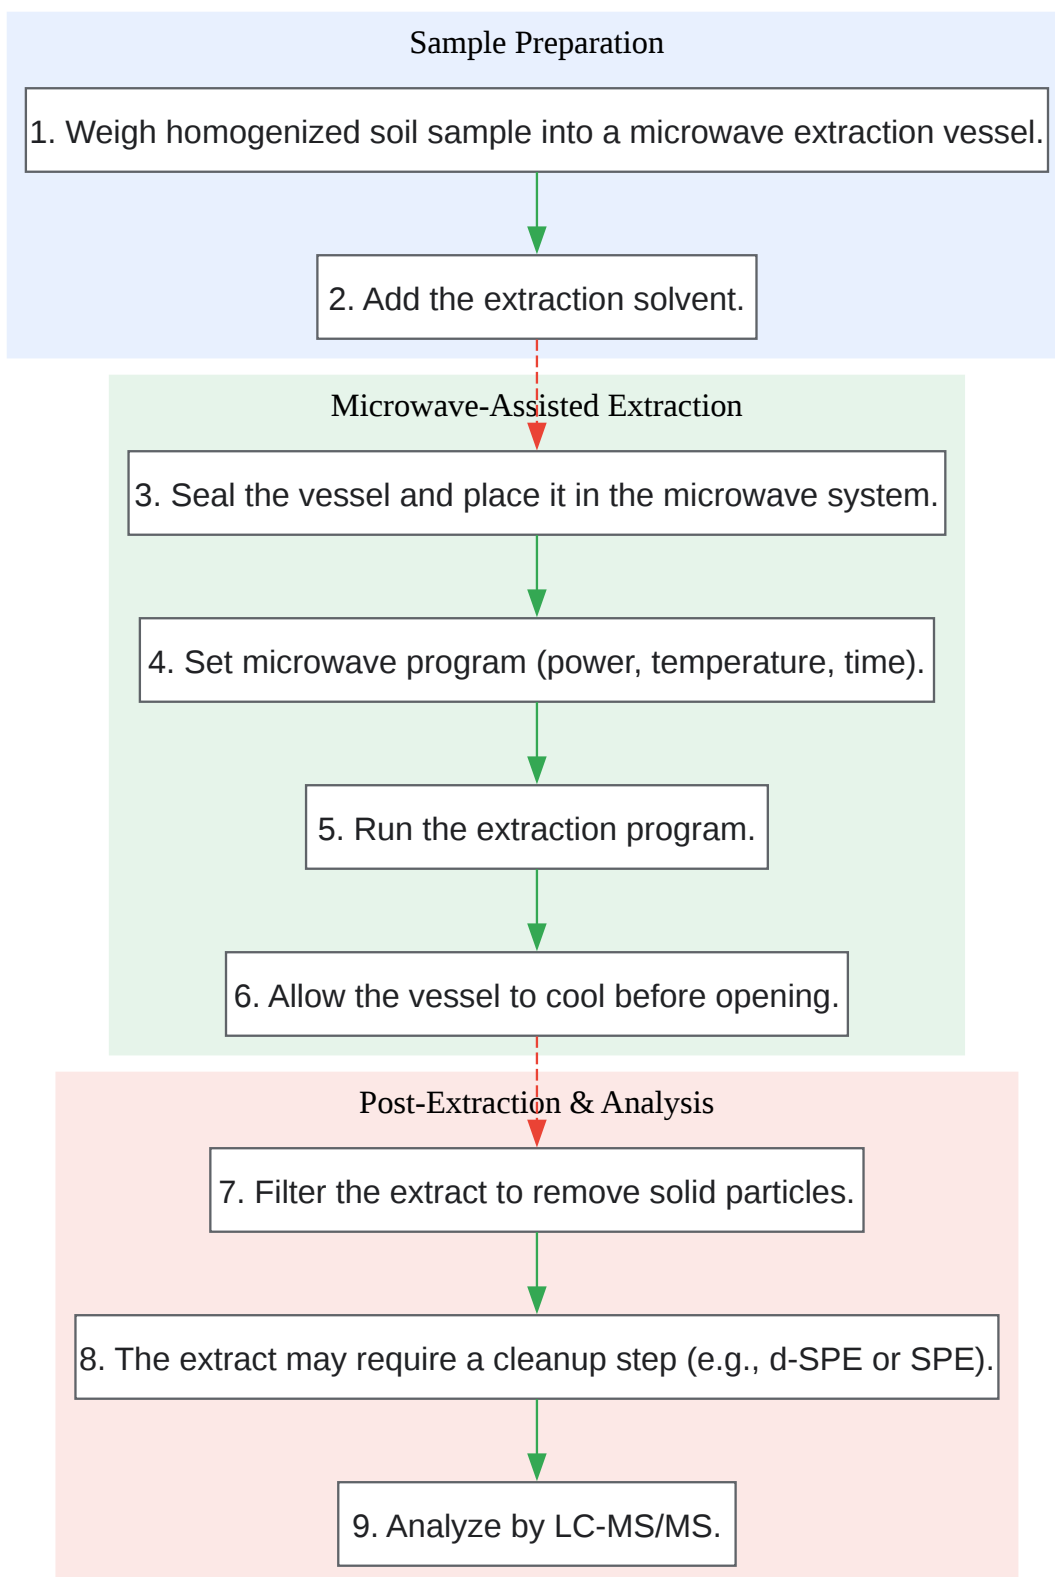 Sample Preparation
1. Weigh homogenized soil sample into a microwave extraction vessel.
2. Add the extraction solvent.
Microwave-Assisted Extraction
3. Seal the vessel and place it in the microwave system.
4. Set microwave program (power, temperature, time).
5. Run the extraction program.
6. Allow the vessel to cool before opening.
Post-Extraction & Analysis
7. Filter the extract to remove solid particles.
8. The extract may require a cleanup step (e.g., d-SPE or SPE).
9. Analyze by LC-MS/MS.